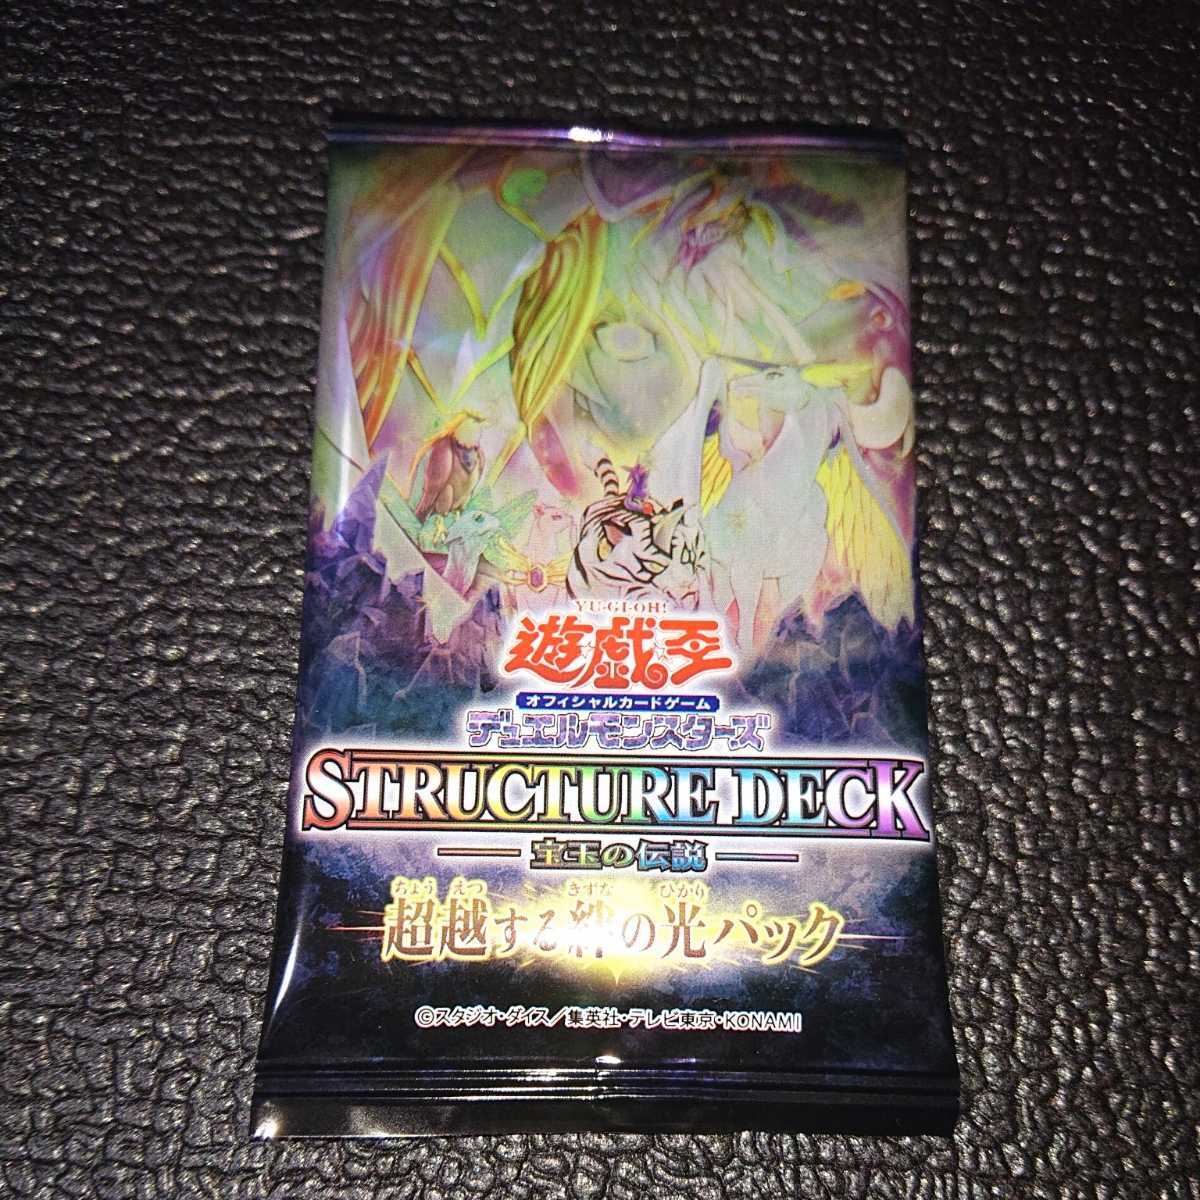 YU-GI-OH!
遊☆戯☆王
オフィシャルカードゲーム
デュエルモンスターズ
STRUCTURE DECK
宝玉の伝説
ちょう えつ きずな ひかり
超越する絆の光パック
©スタジオ・ダイス／集英社・テレビ東京・KONAMI